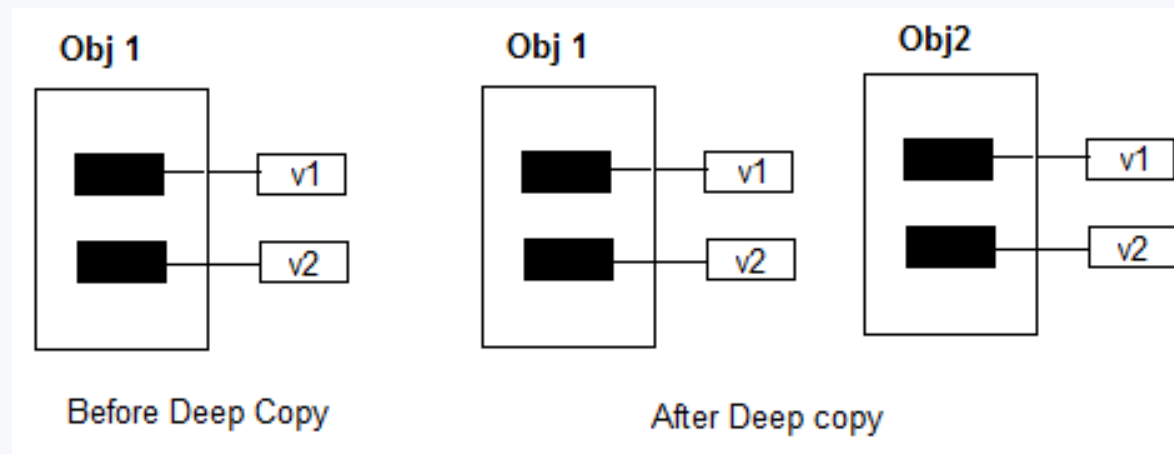 Obj 1
v1
v2
Before Deep Copy
Obj 1
v1
v2
Obj2
v1
v2
After Deep copy